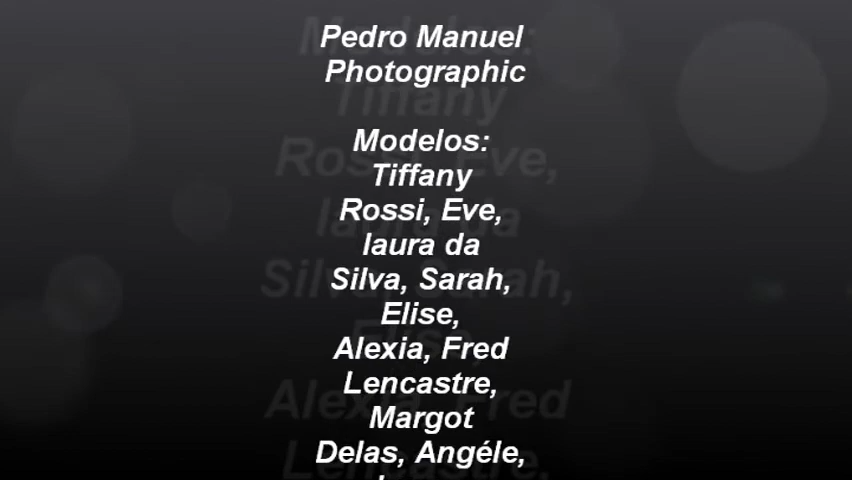 Pedro Manuel
Photographic
Modelos:
Tiffany
Rossi, Eve,
laura da
Silva, Sarah,
Elise,
Alexia, Fred
Lencastre,
Margot
Delas, Angéle,